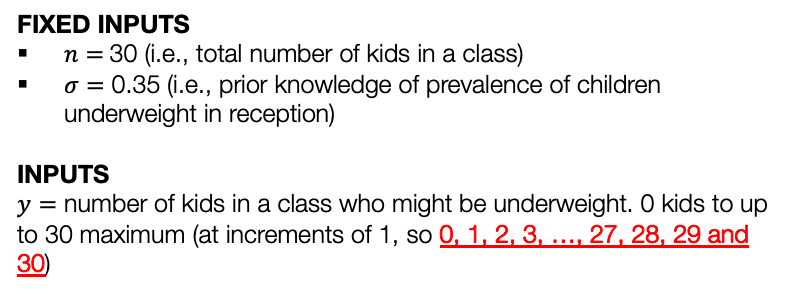 FIXED INPUTS
▪ n = 30 (i.e., total number of kids in a class)
▪ σ = 0.35 (i.e., prior knowledge of prevalence of children
underweight in reception)
INPUTS
y = number of kids in a class who might be underweight. 0 kids to up
to 30 maximum (at increments of 1, so 0, 1, 2, 3, …, 27, 28, 29 and
30)